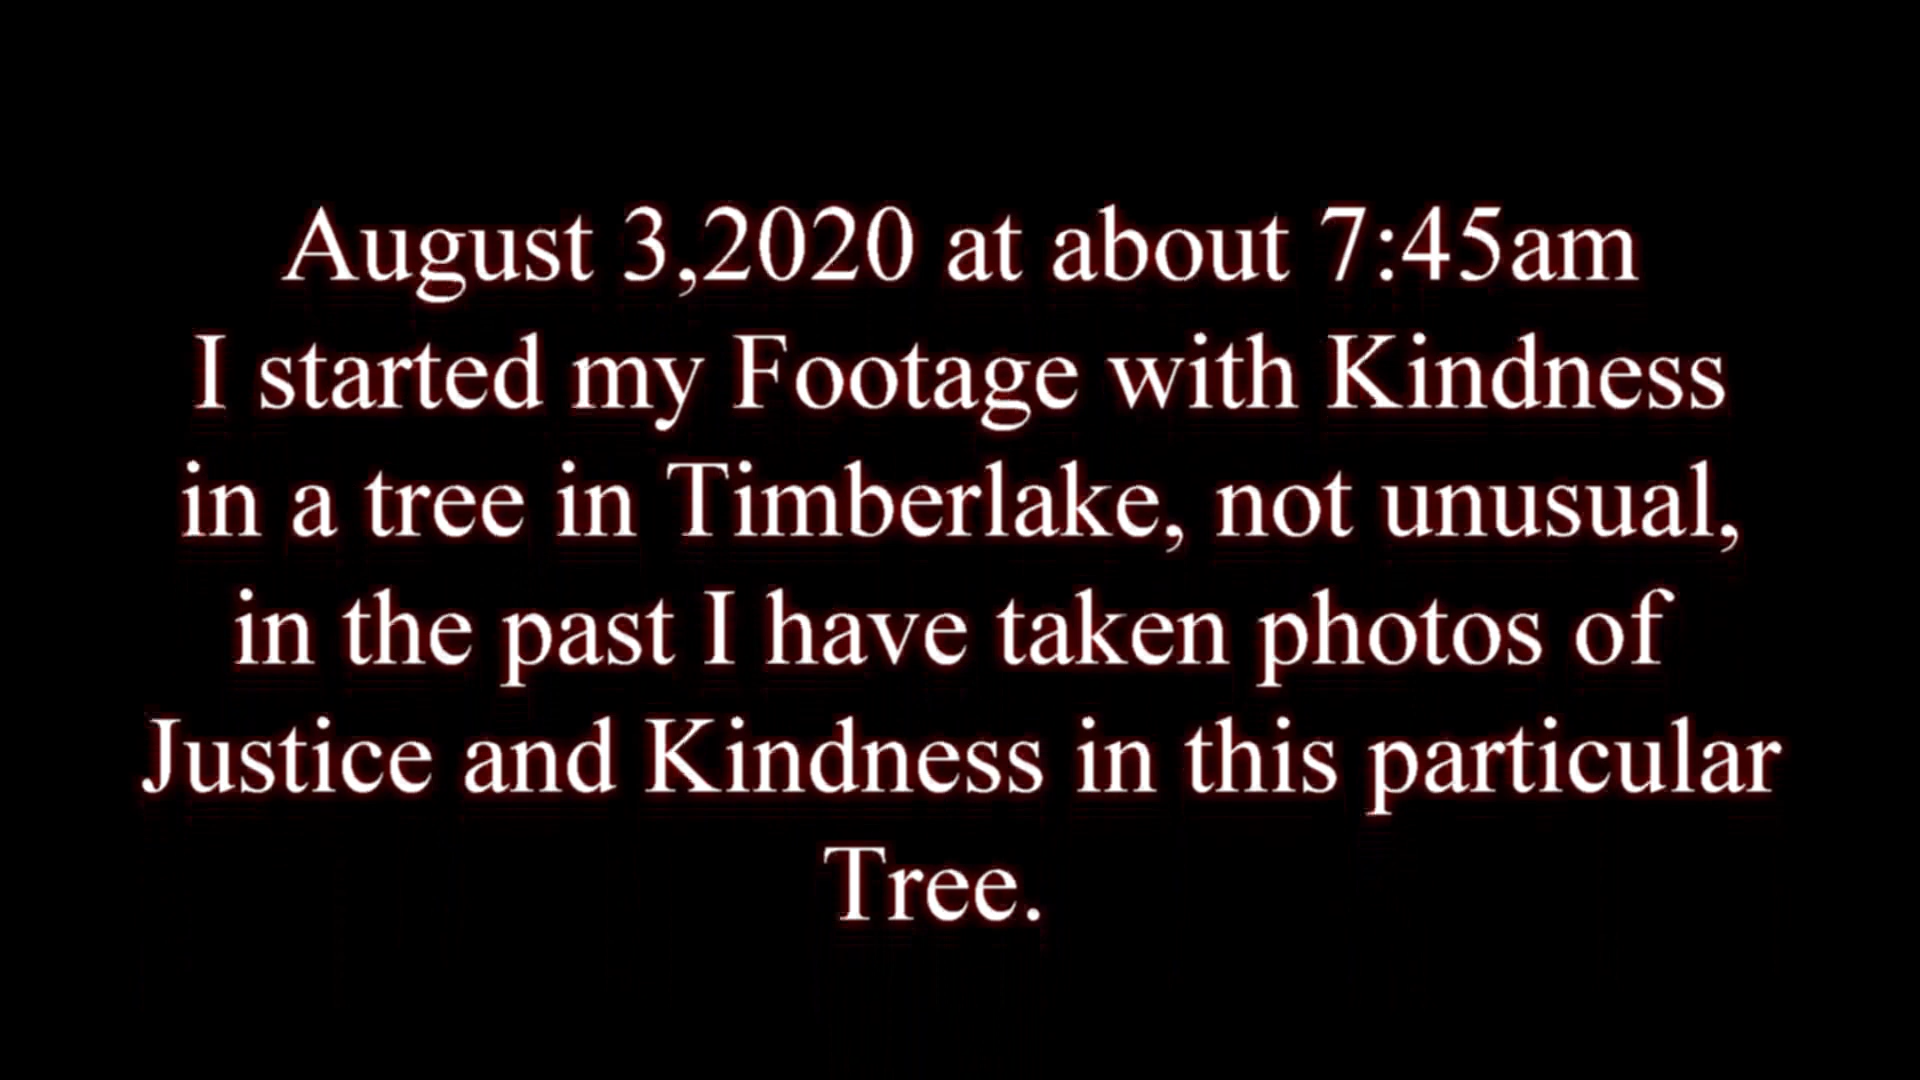 August 3,2020 at about 7:45am
I started my Footage with Kindness
in a tree in Timberlake, not unusual,
in the past I have taken photos of
Justice and Kindness in this particular
Tree.